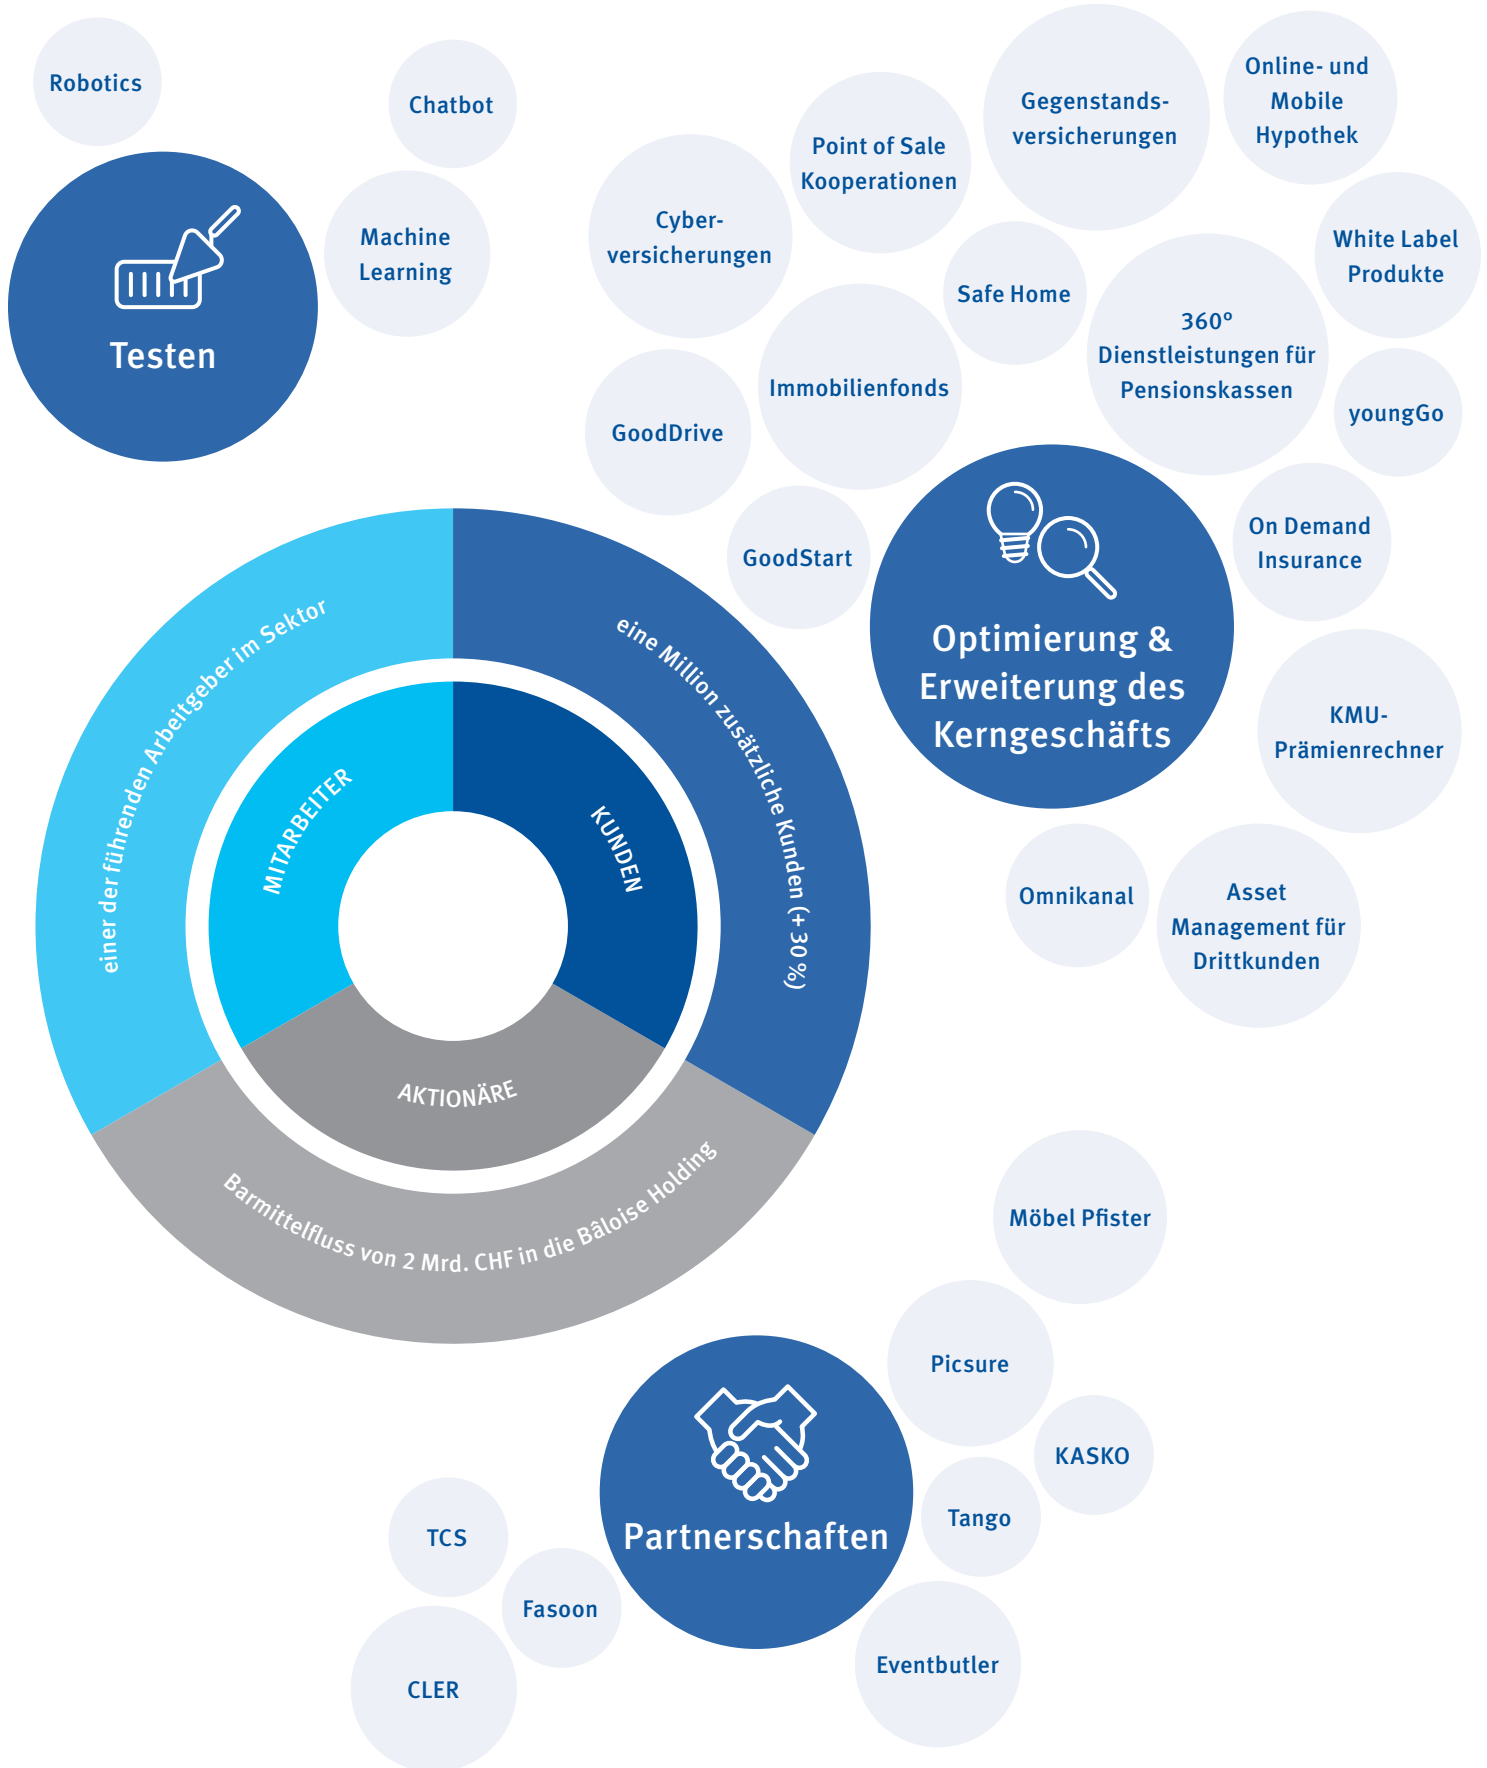 Robotics
Chatbot
Machine
Learning
Testen
Cyber-
versicherungen
Point of Sale
Kooperationen
Gegenstands-
versicherungen
Online- und
Mobile
Hypothek
White Label
Produkte
Safe Home
360°
Dienstleistungen für
Pensionskassen
Immobilienfonds
youngGo
GoodDrive
GoodStart
On Demand
Insurance
Optimierung &
Erweiterung des
Kerngeschäfts
KMU-
Prämienrechner
Omnikanal
Asset
Management für
Drittkunden
einer der führenden Arbeitgeber im Sektor
eine Million zusätzliche Kunden (+ 30 %)
MITARBEITER
KUNDEN
AKTIONÄRE
Barmittelfluss von 2 Mrd. CHF in die Bâloise Holding
Möbel Pfister
Picsure
KASKO
Tango
Partnerschaften
TCS
Fasoon
CLER
Eventbutler